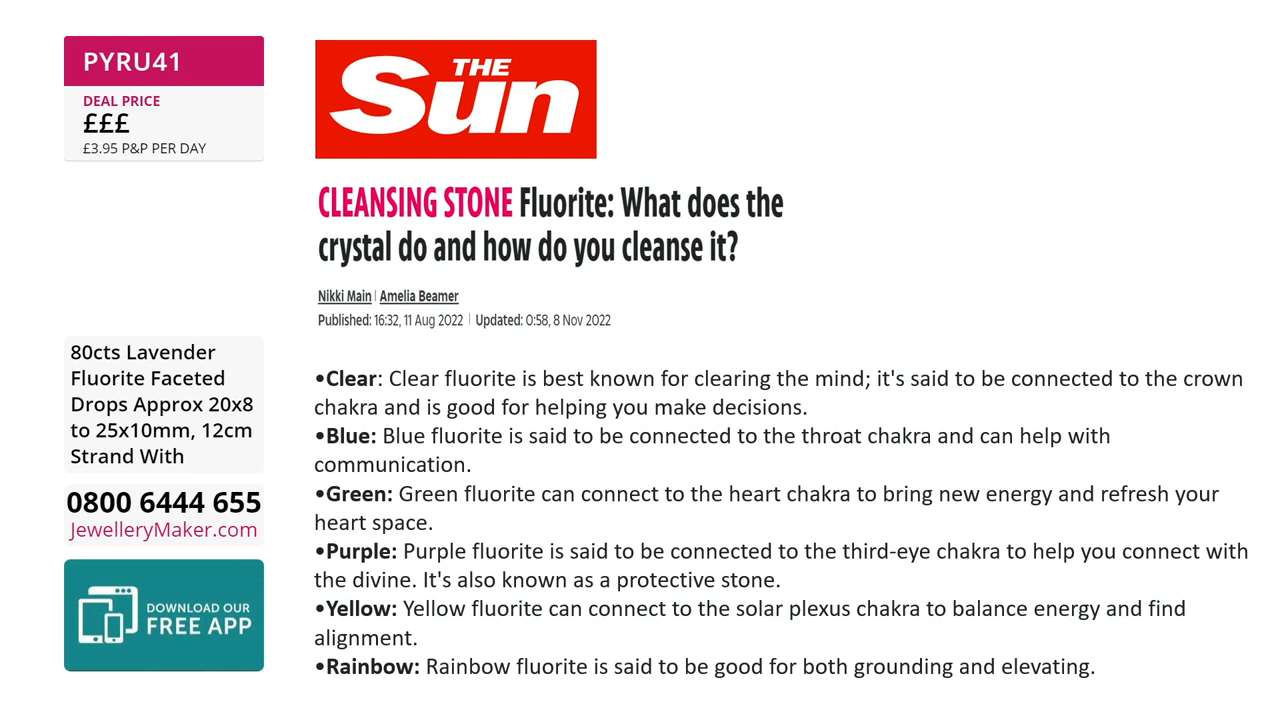 PYRU41
DEAL PRICE
£££
£3.95 P&P PER DAY
80cts Lavender
Fluorite Faceted
Drops Approx 20x8
to 25x10mm, 12cm
Strand With
0800 6444 655
JewelleryMaker.com
DOWNLOAD OUR
FREE APP
THE
Sun
CLEANSING STONE Fluorite: What does the
crystal do and how do you cleanse it?
Nikki Main | Amelia Beamer
Published: 16:32, 11 Aug 2022 | Updated: 0:58, 8 Nov 2022
•Clear: Clear fluorite is best known for clearing the mind; it's said to be connected to the crown
chakra and is good for helping you make decisions.
•Blue: Blue fluorite is said to be connected to the throat chakra and can help with
communication.
•Green: Green fluorite can connect to the heart chakra to bring new energy and refresh your
heart space.
•Purple: Purple fluorite is said to be connected to the third-eye chakra to help you connect with
the divine. It's also known as a protective stone.
•Yellow: Yellow fluorite can connect to the solar plexus chakra to balance energy and find
alignment.
•Rainbow: Rainbow fluorite is said to be good for both grounding and elevating.